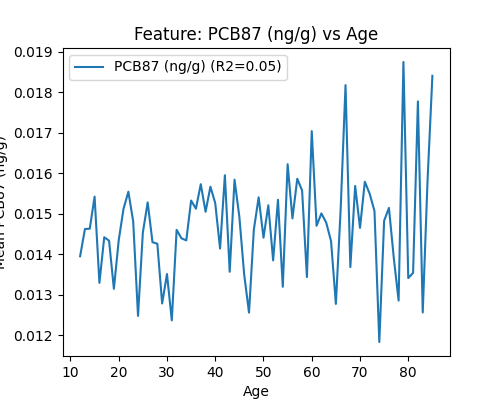 Feature: PCB87 (ng/g) vs Age
PCB87 (ng/g) (R2=0.05)
0.019
0.018
0.017
0.016
0.015
0.014
0.013
0.012
Mean PCB87 (ng/g)
10 20 30 40 50 60 70 80
Age